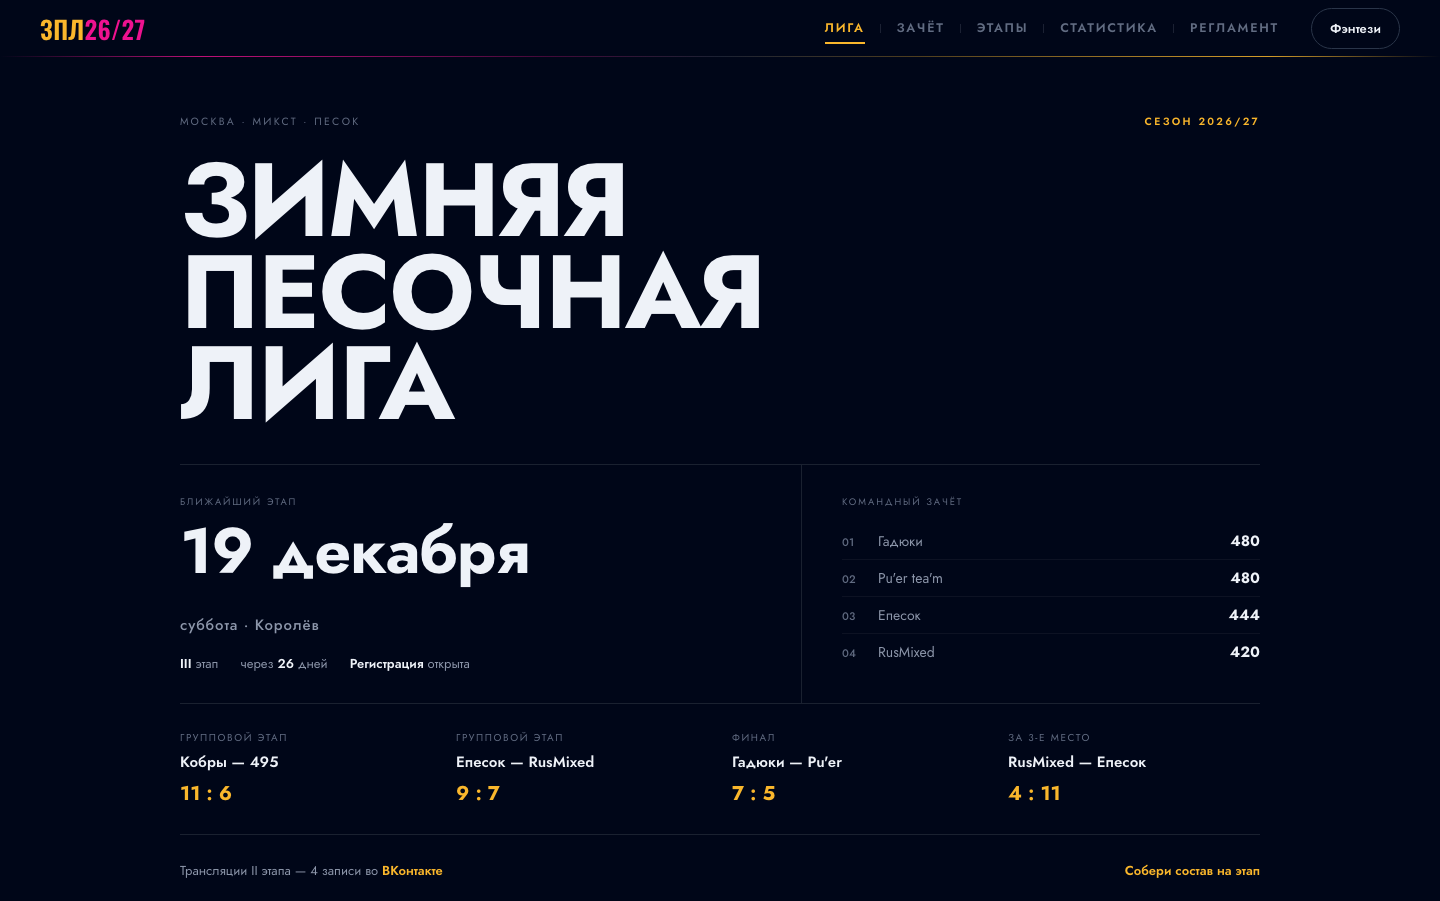 ЗПЛ26/27
ЛИГА
ЗАЧЁТ
ЭТАПЫ
СТАТИСТИКА
РЕГЛАМЕНТ
Фэнтези
МОСКВА · МИКСТ · ПЕСОК
СЕЗОН 2026/27
ЗИМНЯЯ
ПЕСОЧНАЯ
ЛИГА
БЛИЖАЙШИЙ ЭТАП
19 декабря
суббота · Королёв
III этап через 26 дней Регистрация открыта
КОМАНДНЫЙ ЗАЧЁТ
01 Гадюки 480
02 Pu'er tea'm 480
03 Епесок 444
04 RusMixed 420
ГРУППОВОЙ ЭТАП
Кобры — 495
11 : 6
ГРУППОВОЙ ЭТАП
Епесок — RusMixed
9 : 7
ФИНАЛ
Гадюки — Pu'er
7 : 5
ЗА 3-Е МЕСТО
RusMixed — Епесок
4 : 11
Трансляции II этапа — 4 записи во ВКонтакте
Собери состав на этап